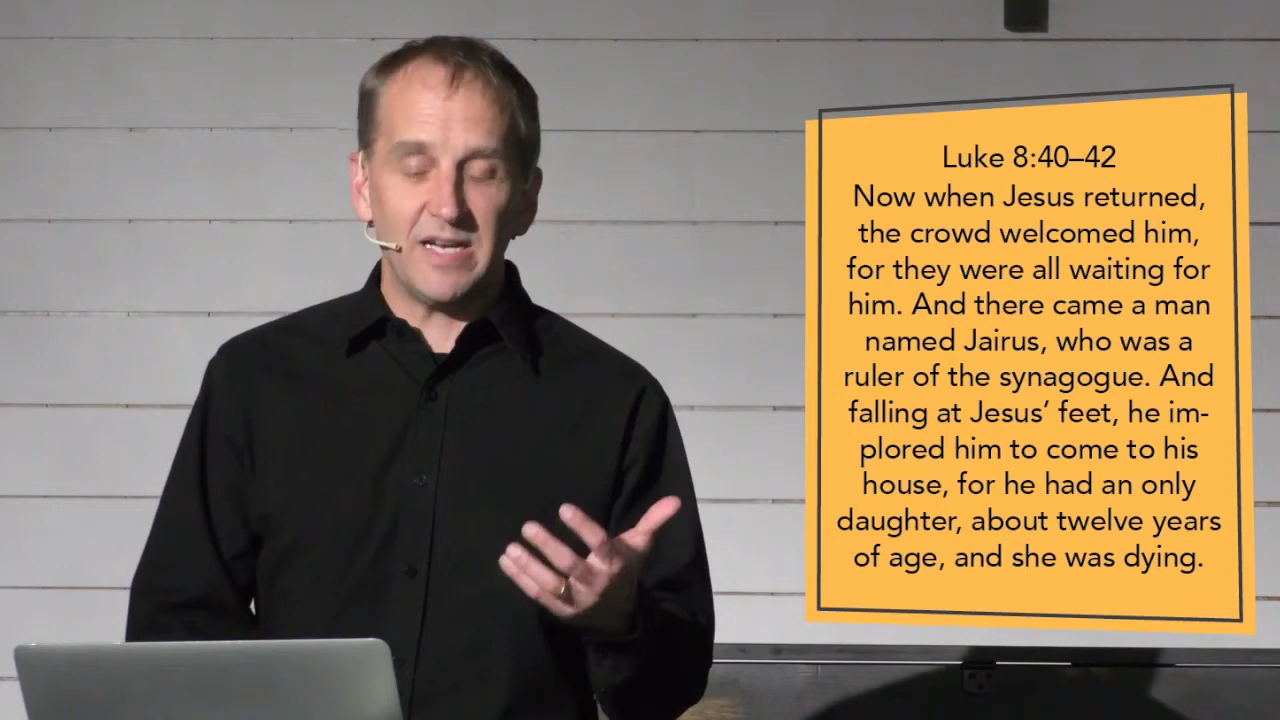 Luke 8:40–42
Now when Jesus returned,
the crowd welcomed him,
for they were all waiting for
him. And there came a man
named Jairus, who was a
ruler of the synagogue. And
falling at Jesus’ feet, he im-
plored him to come to his
house, for he had an only
daughter, about twelve years
of age, and she was dying.